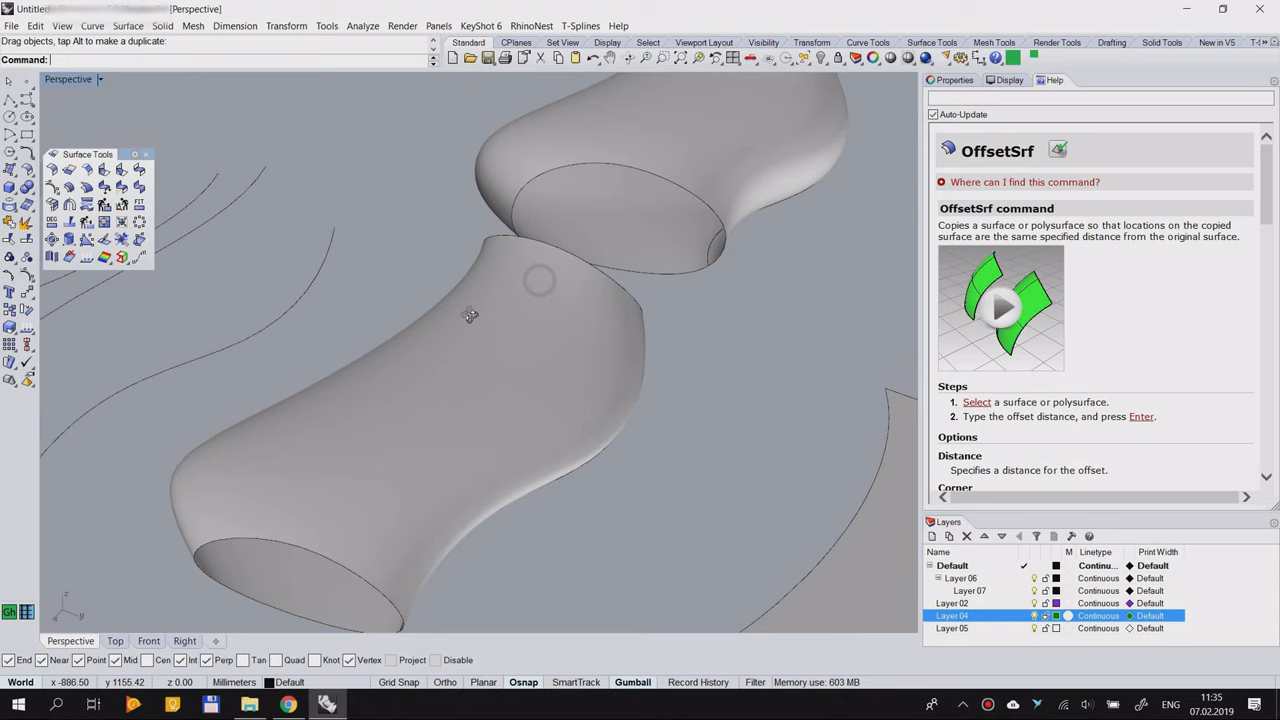 Untitled [Perspective]
File Edit View Curve Surface Solid Mesh Dimension Transform Tools Analyze Render Panels KeyShot 6 RhinoNest T-Splines Help
Drag objects, tap Alt to make a duplicate:
Command:
Standard CPlanes Set View Display Select Viewport Layout Visibility Transform Curve Tools Surface Tools Mesh Tools Render Tools Drafting Solid Tools New in V5
Perspective
Properties Display Help
Auto-Update
Surface Tools
FIT
DEG
OffsetSrf
Where can I find this command?
OffsetSrf command
Copies a surface or polysurface so that locations on the
copied surface are the same specified distance from the original surface.
Steps
1. Select a surface or polysurface.
2. Type the offset distance, and press Enter.
Options
Distance
Specifies a distance for the offset.
Corner
Layers
Name M Linetype Print Width
Default Continu... Default
Layer 06 Continuous Default
Layer 07 Continuous Default
Layer 02 Continuous Default
Layer 04 Continuous Default
Layer 05 Continuous Default
z
x y
Gh
Perspective Top Front Right
End Near Point Mid Cen Int Perp Tan Quad Knot Vertex Project Disable
World x -886.50 y 1155.42 z 0.00 Millimeters Default Grid Snap Ortho Planar Osnap SmartTrack Gumball Record History Filter Memory use: 603 MB
ENG
11:35
07.02.2019